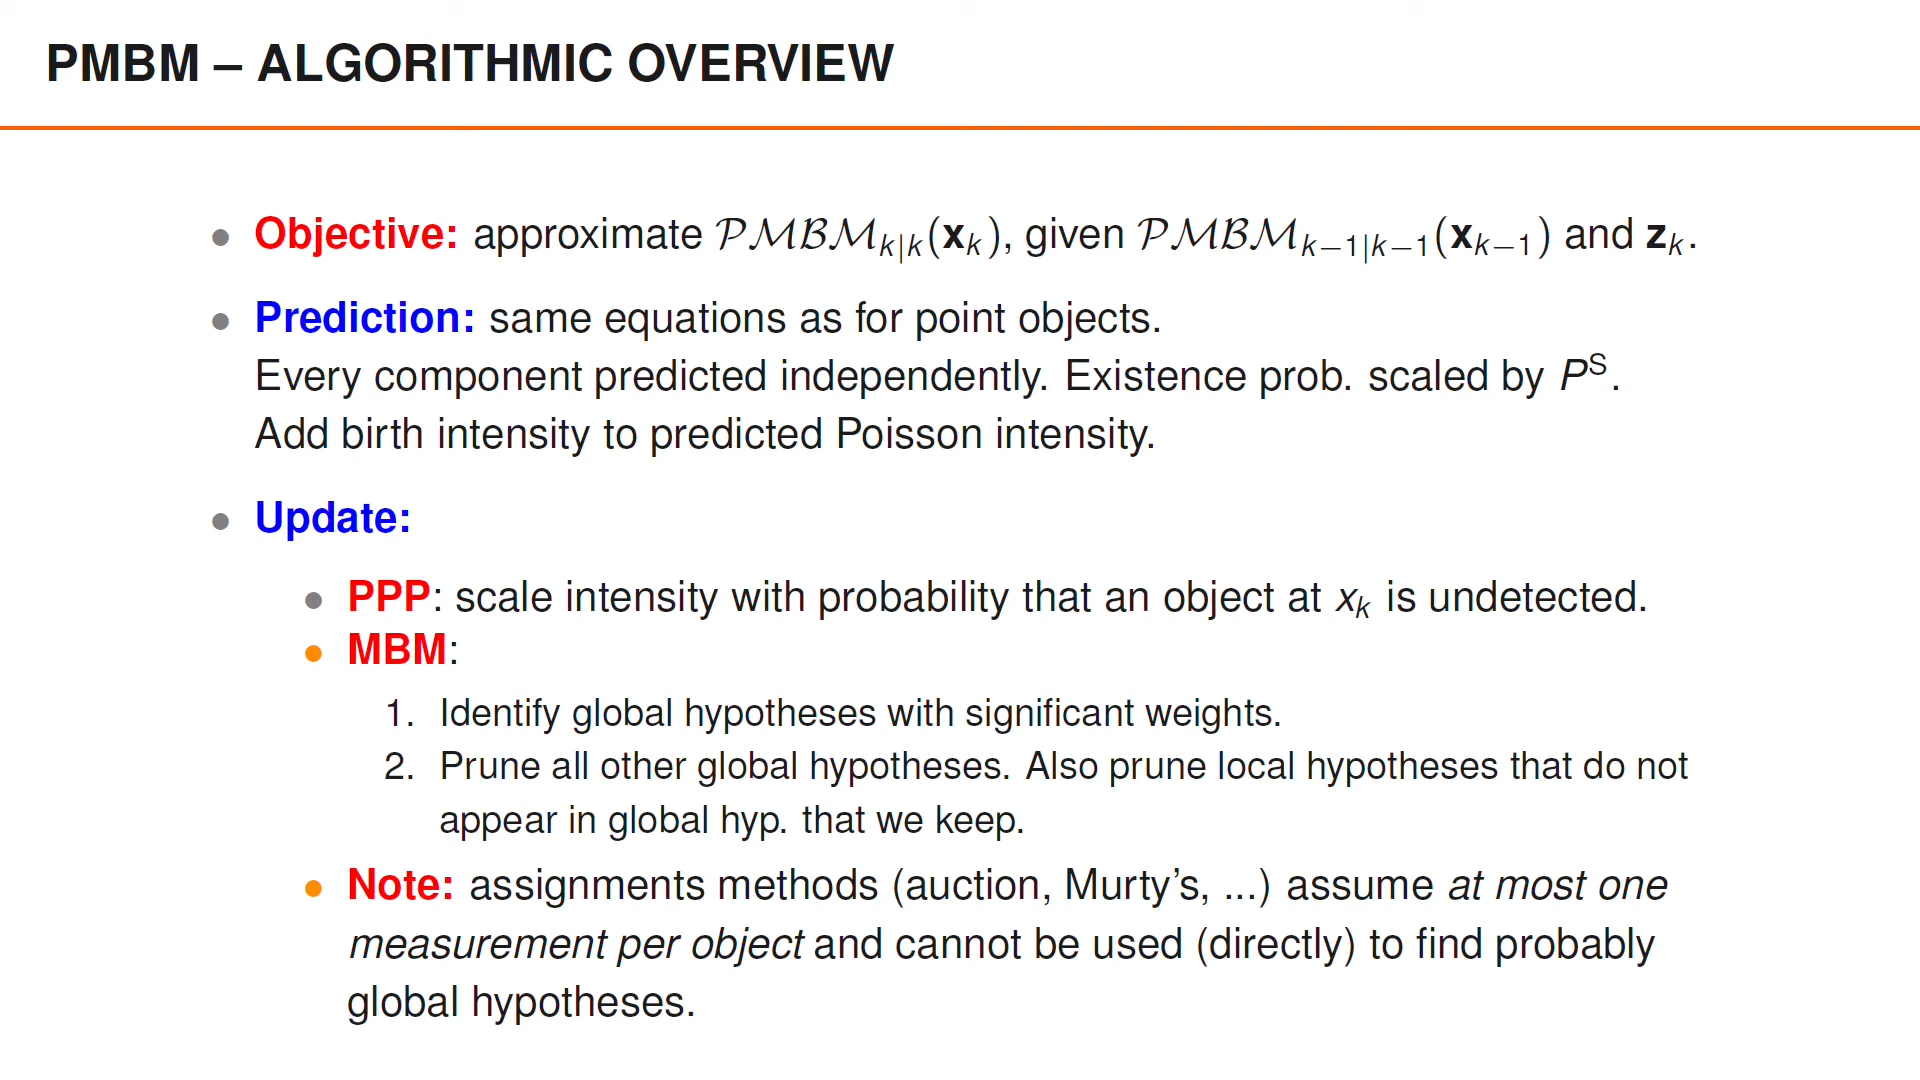 PMBM – ALGORITHMIC OVERVIEW
• Objective: approximate 𝒫ℳℬℳ_{k|k}(𝐱_k), given 𝒫ℳℬℳ_{k−1|k−1}(𝐱_{k−1}) and 𝐳_k.
• Prediction: same equations as for point objects.
Every component predicted independently. Existence prob. scaled by P^S.
Add birth intensity to predicted Poisson intensity.
• Update:
• PPP: scale intensity with probability that an object at x_k is undetected.
• MBM:
1. Identify global hypotheses with significant weights.
2. Prune all other global hypotheses. Also prune local hypotheses that do not
appear in global hyp. that we keep.
• Note: assignments methods (auction, Murty's, ...) assume at most one
measurement per object and cannot be used (directly) to find probably
global hypotheses.